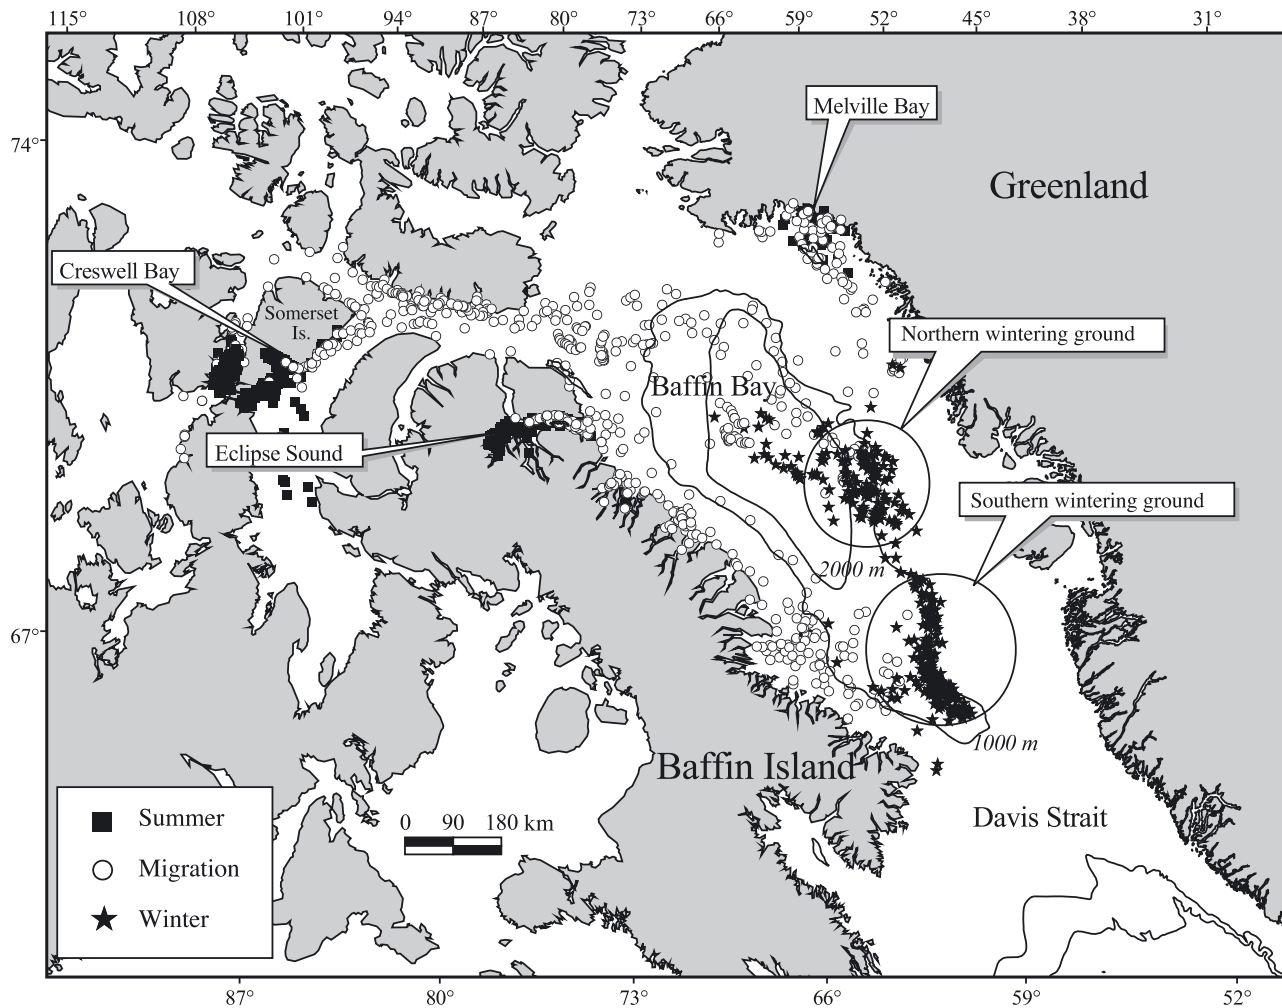 115° 108° 101° 94° 87° 80° 73° 66° 59° 52° 45° 38° 31°
Melville Bay
74°
Greenland
Creswell Bay
Somerset
Is.
Northern wintering ground
Baffin Bay
Eclipse Sound
Southern wintering ground
2000 m
67°
1000 m
Baffin Island
Summer
0 90 180 km
Davis Strait
Migration
Winter
87° 80° 73° 66° 59° 52°